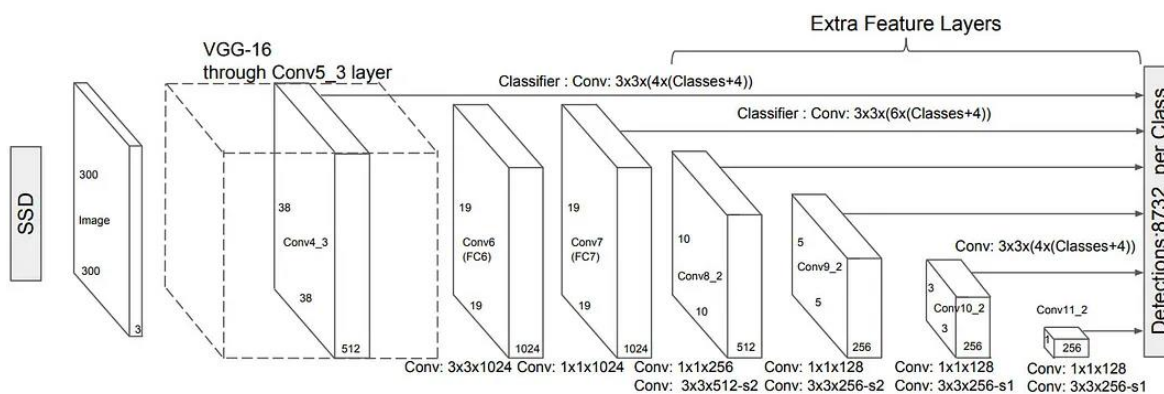 Extra Feature Layers
VGG-16
through Conv5_3 layer
Classifier : Conv: 3x3x(4x(Classes+4))
Classifier : Conv: 3x3x(6x(Classes+4))
SSD
300
Image
300
3
38
Conv4_3
38
512
19
Conv6
(FC6)
19
1024
19
Conv7
(FC7)
19
1024
10
Conv8_2
10
512
5
Conv9_2
5
256
Conv: 3x3x(4x(Classes+4))
3
Conv10_2
3
256
Conv11_2
1
256
Detections:8732 per Class
Conv: 3x3x1024
Conv: 1x1x1024
Conv: 1x1x256
Conv: 3x3x512-s2
Conv: 1x1x128
Conv: 3x3x256-s2
Conv: 1x1x128
Conv: 3x3x256-s1
Conv: 1x1x128
Conv: 3x3x256-s1